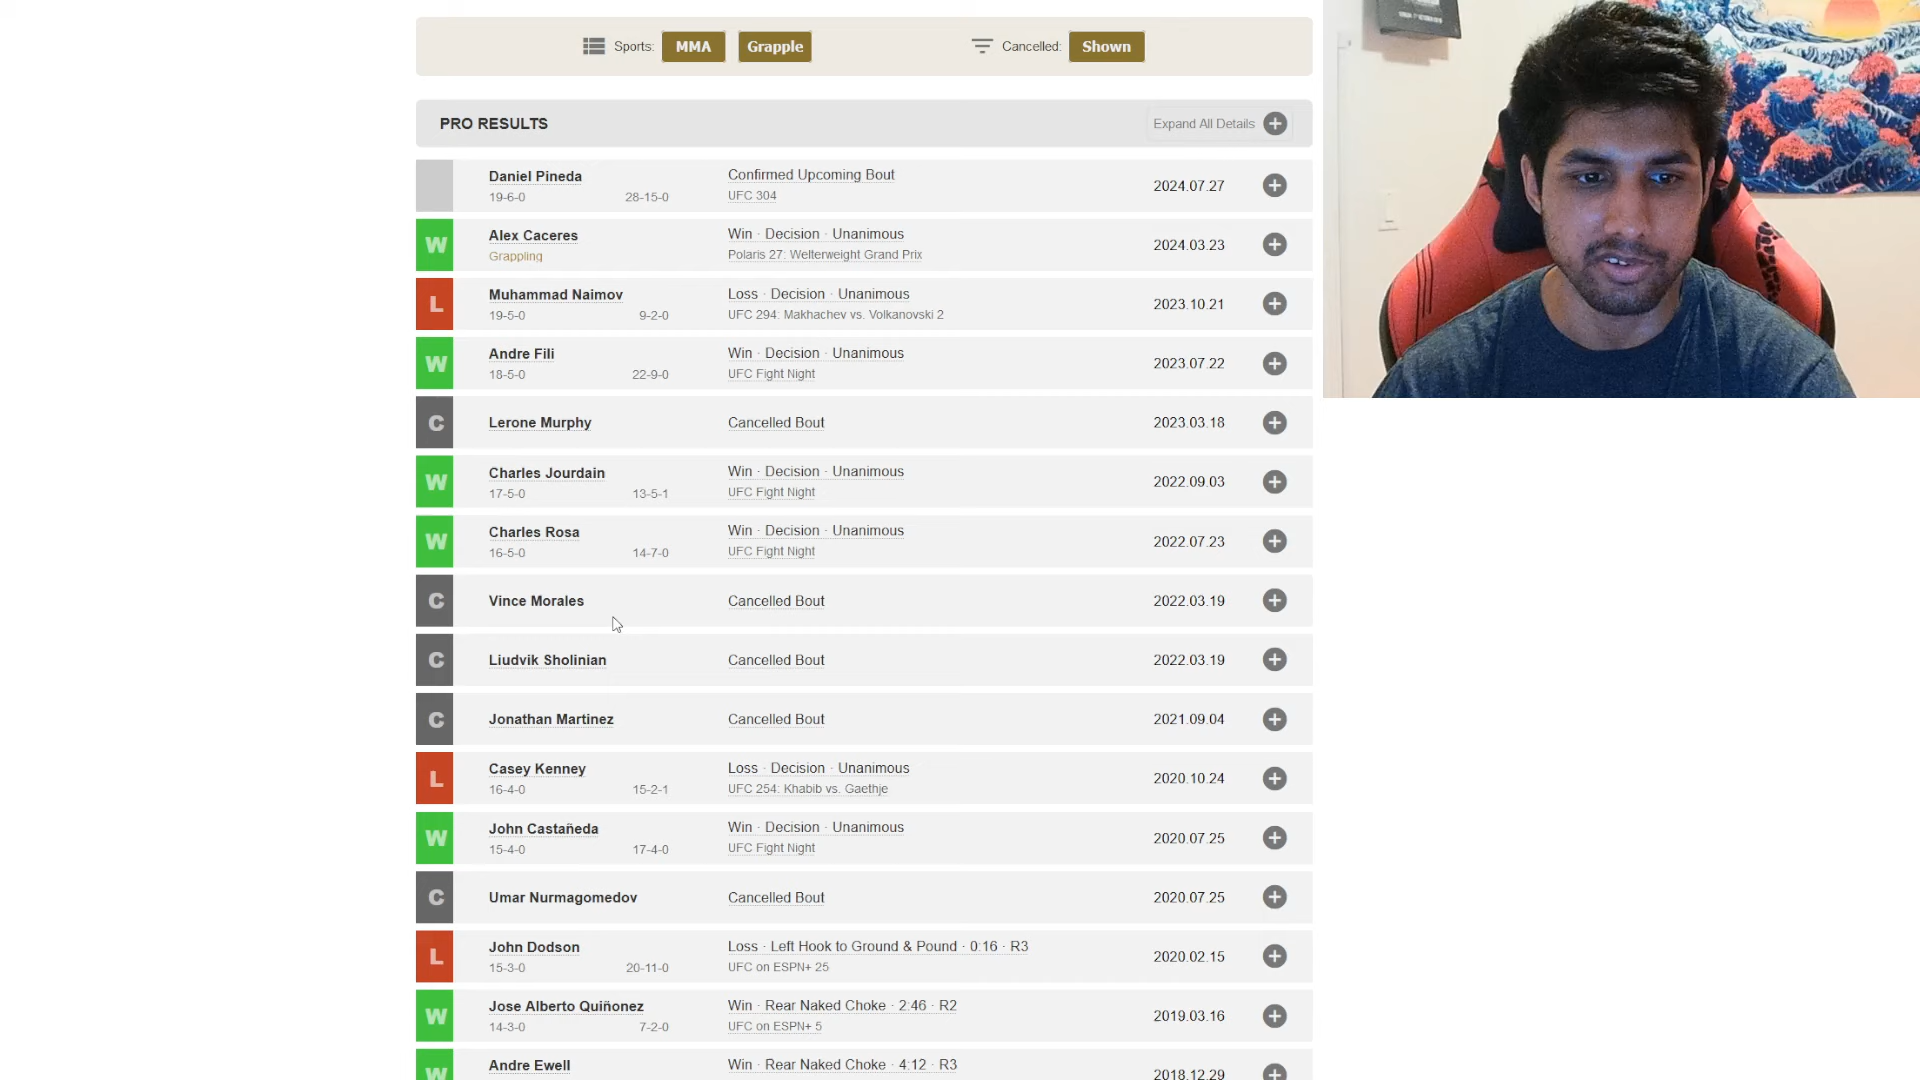 Sports: MMA Grapple Cancelled: Shown
PRO RESULTS Expand All Details
Daniel Pineda Confirmed Upcoming Bout 2024.07.27
19-6-0 28-15-0 UFC 304
W Alex Caceres Win · Decision · Unanimous 2024.03.23
Grappling Polaris 27: Welterweight Grand Prix
L Muhammad Naimov Loss · Decision · Unanimous 2023.10.21
19-5-0 9-2-0 UFC 294: Makhachev vs. Volkanovski 2
W Andre Fili Win · Decision · Unanimous 2023.07.22
18-5-0 22-9-0 UFC Fight Night
C Lerone Murphy Cancelled Bout 2023.03.18
W Charles Jourdain Win · Decision · Unanimous 2022.09.03
17-5-0 13-5-1 UFC Fight Night
W Charles Rosa Win · Decision · Unanimous 2022.07.23
16-5-0 14-7-0 UFC Fight Night
C Vince Morales Cancelled Bout 2022.03.19
C Liudvik Sholinian Cancelled Bout 2022.03.19
C Jonathan Martinez Cancelled Bout 2021.09.04
L Casey Kenney Loss · Decision · Unanimous 2020.10.24
16-4-0 15-2-1 UFC 254: Khabib vs. Gaethje
W John Castañeda Win · Decision · Unanimous 2020.07.25
15-4-0 17-4-0 UFC Fight Night
C Umar Nurmagomedov Cancelled Bout 2020.07.25
L John Dodson Loss · Left Hook to Ground & Pound · 0:16 · R3 2020.02.15
15-3-0 20-11-0 UFC on ESPN+ 25
W Jose Alberto Quiñonez Win · Rear Naked Choke · 2:46 · R2 2019.03.16
14-3-0 7-2-0 UFC on ESPN+ 5
W Andre Ewell Win · Rear Naked Choke · 4:12 · R3 2018.12.29